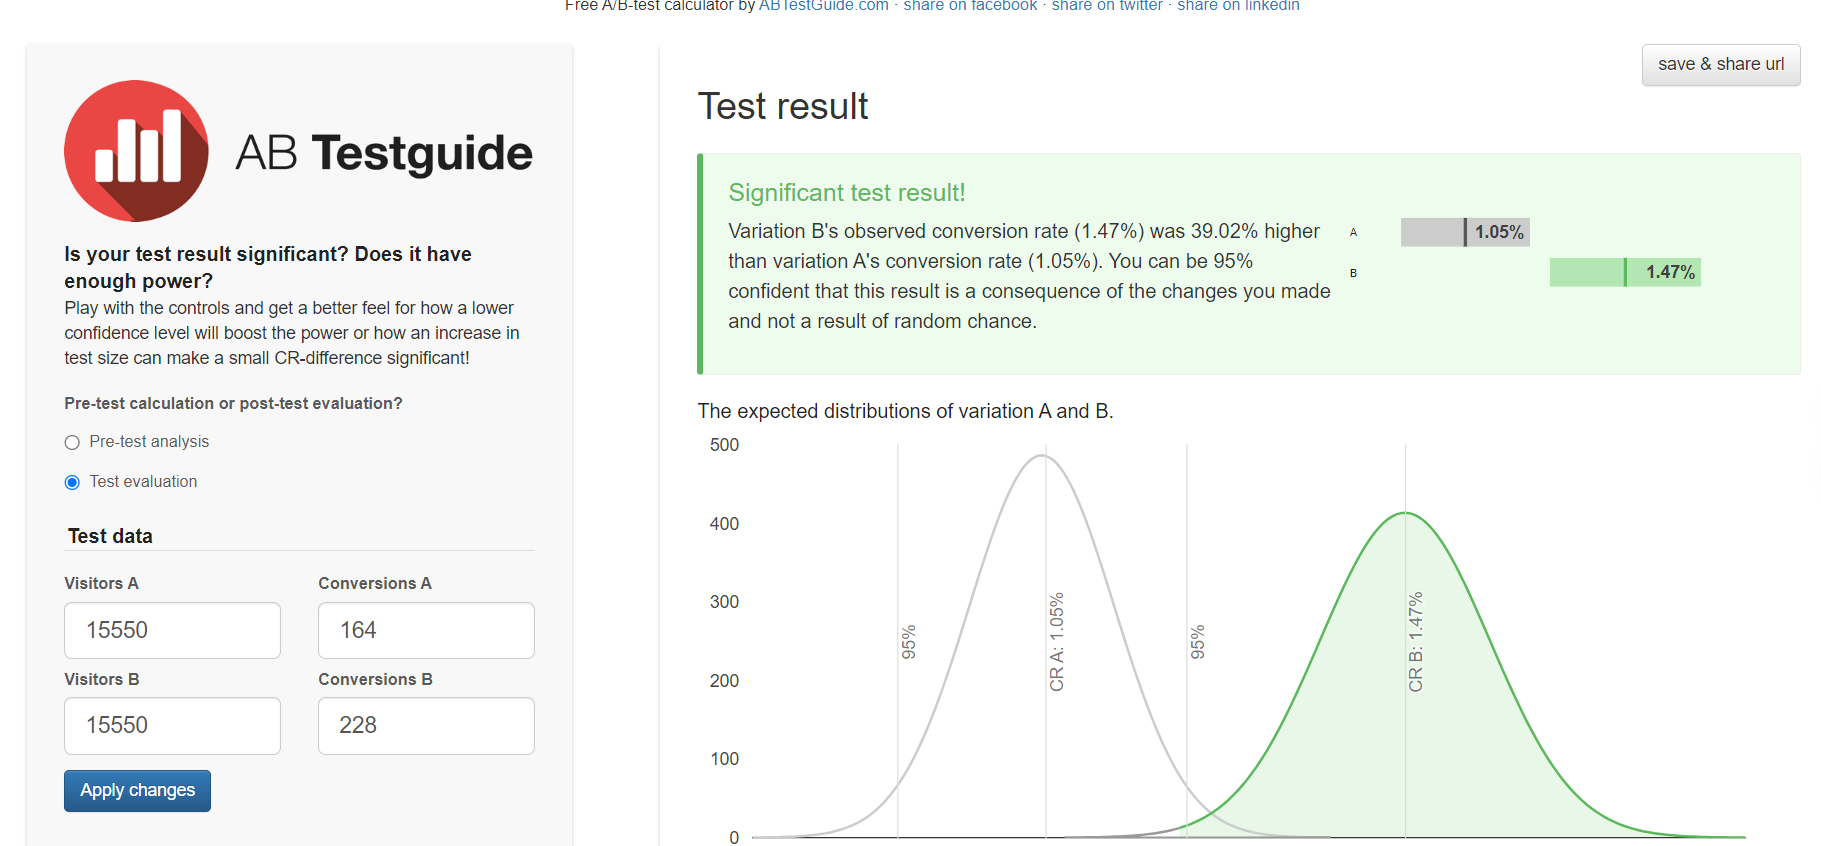 Free A/B-test calculator by ABTestGuide.com · share on facebook · share on twitter · share on linkedin
AB Testguide
Is your test result significant? Does it have
enough power?
Play with the controls and get a better feel for how a lower
confidence level will boost the power or how an increase in
test size can make a small CR-difference significant!
Pre-test calculation or post-test evaluation?
Pre-test analysis
Test evaluation
Test data
Visitors A
Conversions A
15550
164
Visitors B
Conversions B
15550
228
Apply changes
save & share url
Test result
Significant test result!
Variation B's observed conversion rate (1.47%) was 39.02% higher
than variation A's conversion rate (1.05%). You can be 95%
confident that this result is a consequence of the changes you made
and not a result of random chance.
A
1.05%
B
1.47%
The expected distributions of variation A and B.
500
400
300
200
100
0
95%
CR A: 1.05%
95%
CR B: 1.47%